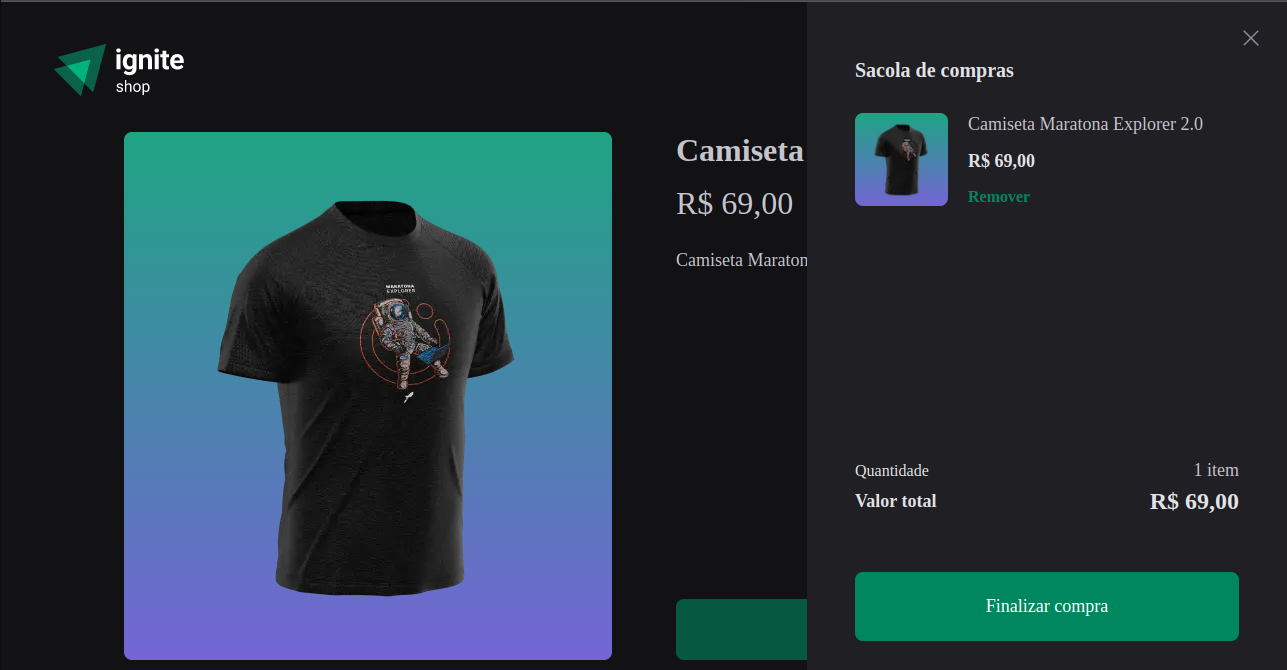 ignite
shop
Camiseta
R$ 69,00
Camiseta Maraton
MARATONA
EXPLORER
Sacola de compras
Camiseta Maratona Explorer 2.0
R$ 69,00
Remover
Quantidade 1 item
Valor total R$ 69,00
Finalizar compra